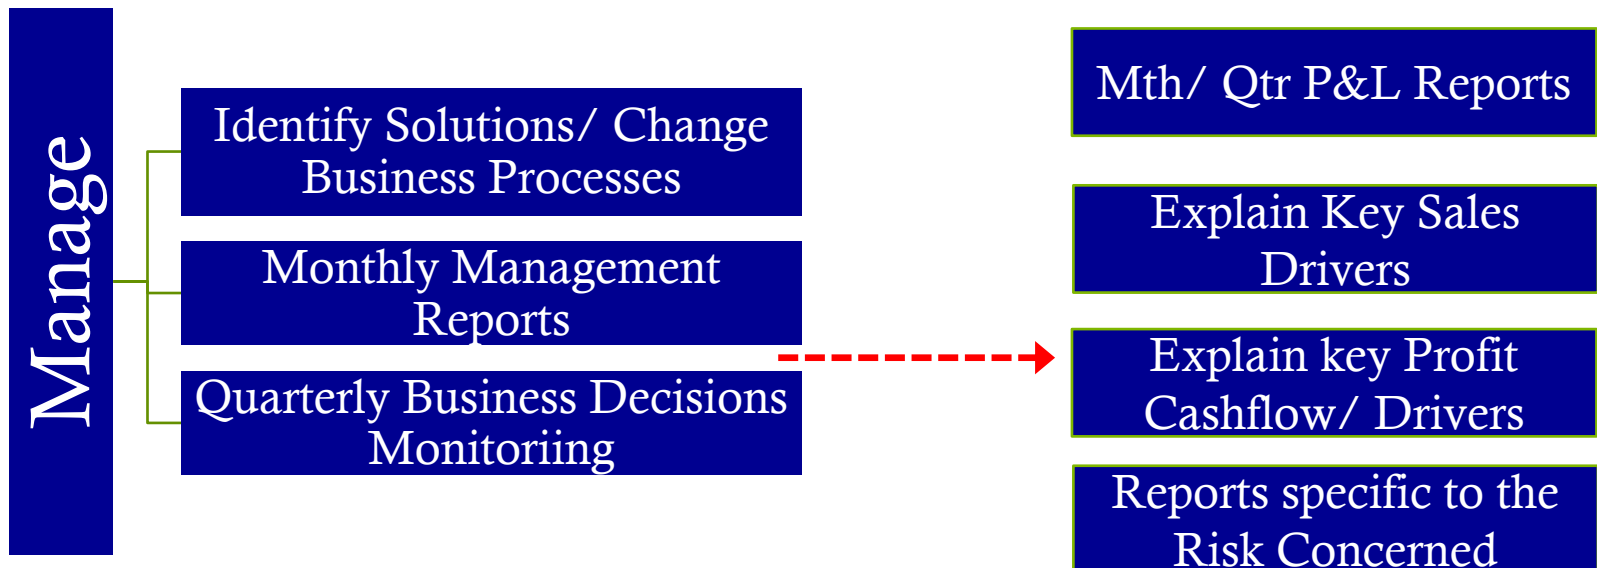 Manage
Identify Solutions/ Change
Business Processes
Monthly Management
Reports
Quarterly Business Decisions
Monitoriing
Mth/ Qtr P&L Reports
Explain Key Sales
Drivers
Explain key Profit
Cashflow/ Drivers
Reports specific to the
Risk Concerned